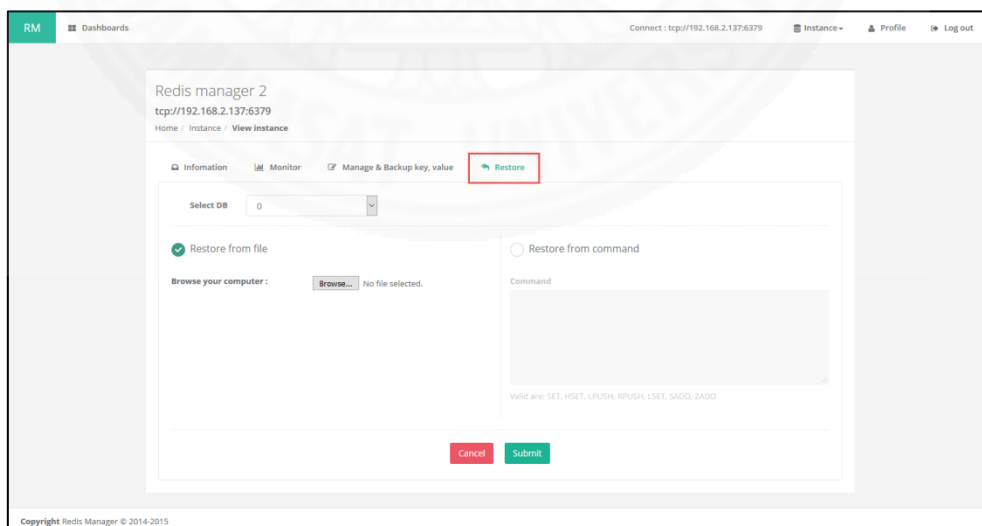 RM Dashboards Connect : tcp://192.168.2.137:6379 Instance Profile Log out
Redis manager 2
tcp://192.168.2.137:6379
Home / Instance / View instance
Infomation Monitor Manage & Backup key, value Restore
Select DB 0
Restore from file Restore from command
Browse your computer : Browse... No file selected. Command
Valid are: SET, HSET, LPUSH, RPUSH, LSET, SADD, ZADD
Cancel Submit
Copyright Redis Manager © 2014-2015